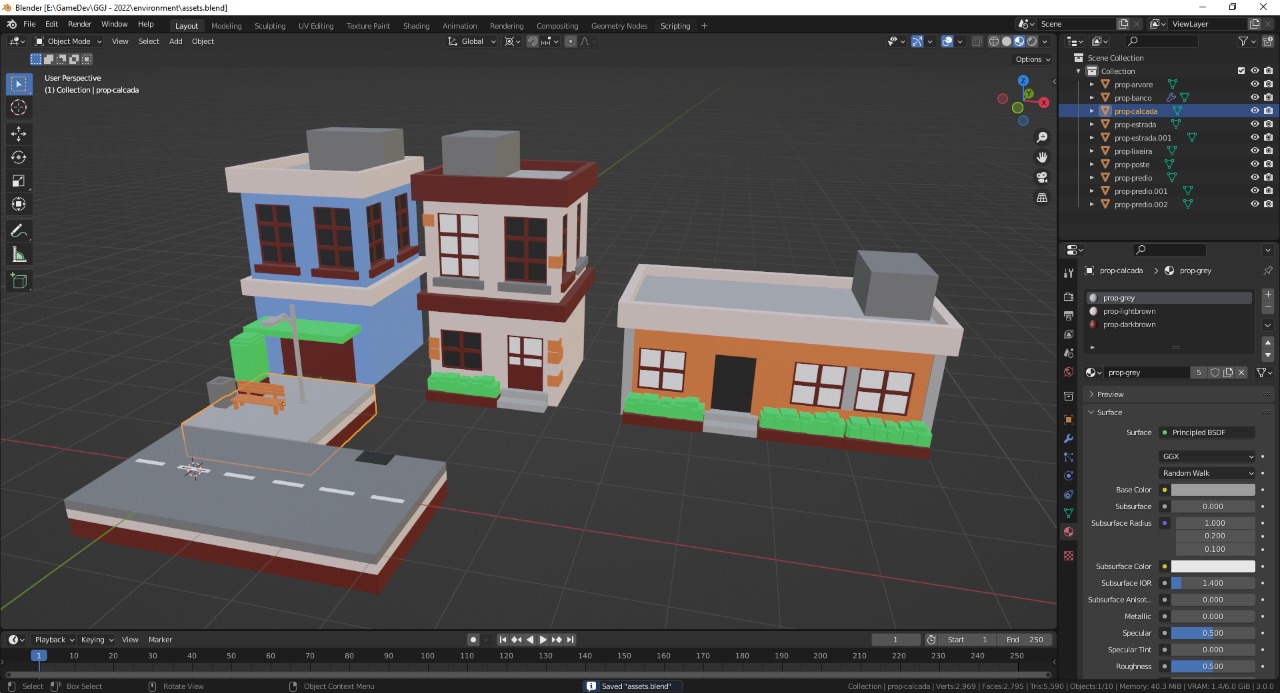 Blender [E:\GameDev\GGJ - 2022\environment\assets.blend]
File Edit Render Window Help Layout Modeling Sculpting UV Editing Texture Paint Shading Animation Rendering Compositing Geometry Nodes Scripting + Scene ViewLayer
Object Mode View Select Add Object Global
Options
User Perspective
(1) Collection | prop-calcada
Z
Y
X
Scene Collection
Collection
prop-arvore
prop-banco
prop-calcada
prop-estrada
prop-estrada.001
prop-lixeira
prop-poste
prop-predio
prop-predio.001
prop-predio.002
prop-calcada > prop-grey
prop-grey
prop-lightbrown
prop-darkbrown
prop-grey 5
Preview
Surface
Surface Principled BSDF
GGX
Random Walk
Base Color
Subsurface 0.000
Subsurface Radius 1.000
0.200
0.100
Subsurface Color
Subsurface IOR 1.400
Subsurface Anisot.. 0.000
Metallic 0.000
Specular 0.500
Specular Tint 0.000
Roughness 0.500
Playback Keying View Marker 1 Start 1 End 250
1 10 20 30 40 50 60 70 80 90 100 110 120 130 140 150 160 170 180 190 200 210 220 230 240 250
Select Box Select Rotate View Object Context Menu Saved "assets.blend" Collection | prop-calcada | Verts:2,969 | Faces:2,795 | Tris:5,590 | Objects:1/10 | Memory: 40.3 MiB | VRAM: 1.4/6.0 GiB | 3.0.0